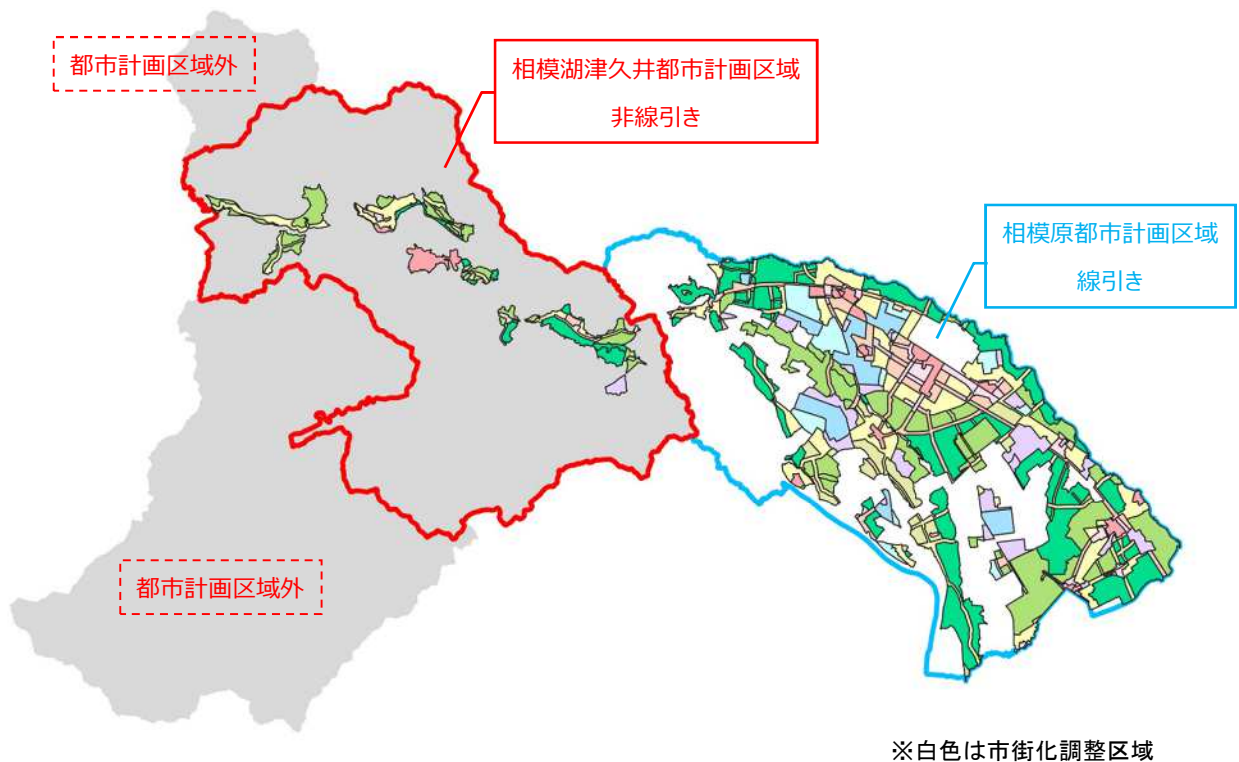 都市計画区域外
相模湖津久井都市計画区域
非線引き
相模原都市計画区域
線引き
都市計画区域外
※白色は市街化調整区域